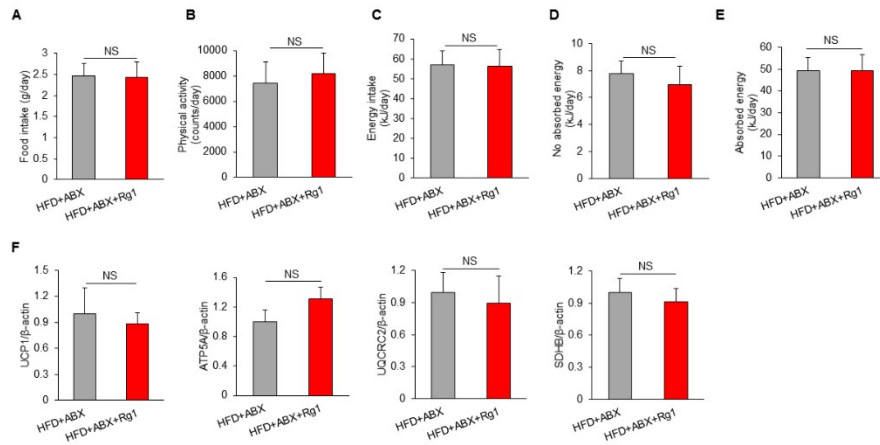 A
Food intake (g/day)
3
2.5
2
1.5
1
0.5
0
NS
HFD+ABX
HFD+ABX+Rg1
B
Physical activity
(counts/day)
10000
8000
6000
4000
2000
0
NS
HFD+ABX
HFD+ABX+Rg1
C
Energy intake
(kJ/day)
70
60
50
40
30
20
10
0
NS
HFD+ABX
HFD+ABX+Rg1
D
No absorbed energy
(kJ/day)
10
8
6
4
2
0
NS
HFD+ABX
HFD+ABX+Rg1
E
Absorbed energy
(kJ/day)
60
50
40
30
20
10
0
NS
HFD+ABX
HFD+ABX+Rg1
F
UCP1/β-actin
1.5
1.2
0.9
0.6
0.3
0
NS
HFD+ABX
HFD+ABX+Rg1
ATP5A/β-actin
2
1.6
1.2
0.8
0.4
0
NS
HFD+ABX
HFD+ABX+Rg1
UQCRC2/β-actin
1.2
0.9
0.6
0.3
0
NS
HFD+ABX
HFD+ABX+Rg1
SDHB/β-actin
1.2
0.9
0.6
0.3
0
NS
HFD+ABX
HFD+ABX+Rg1